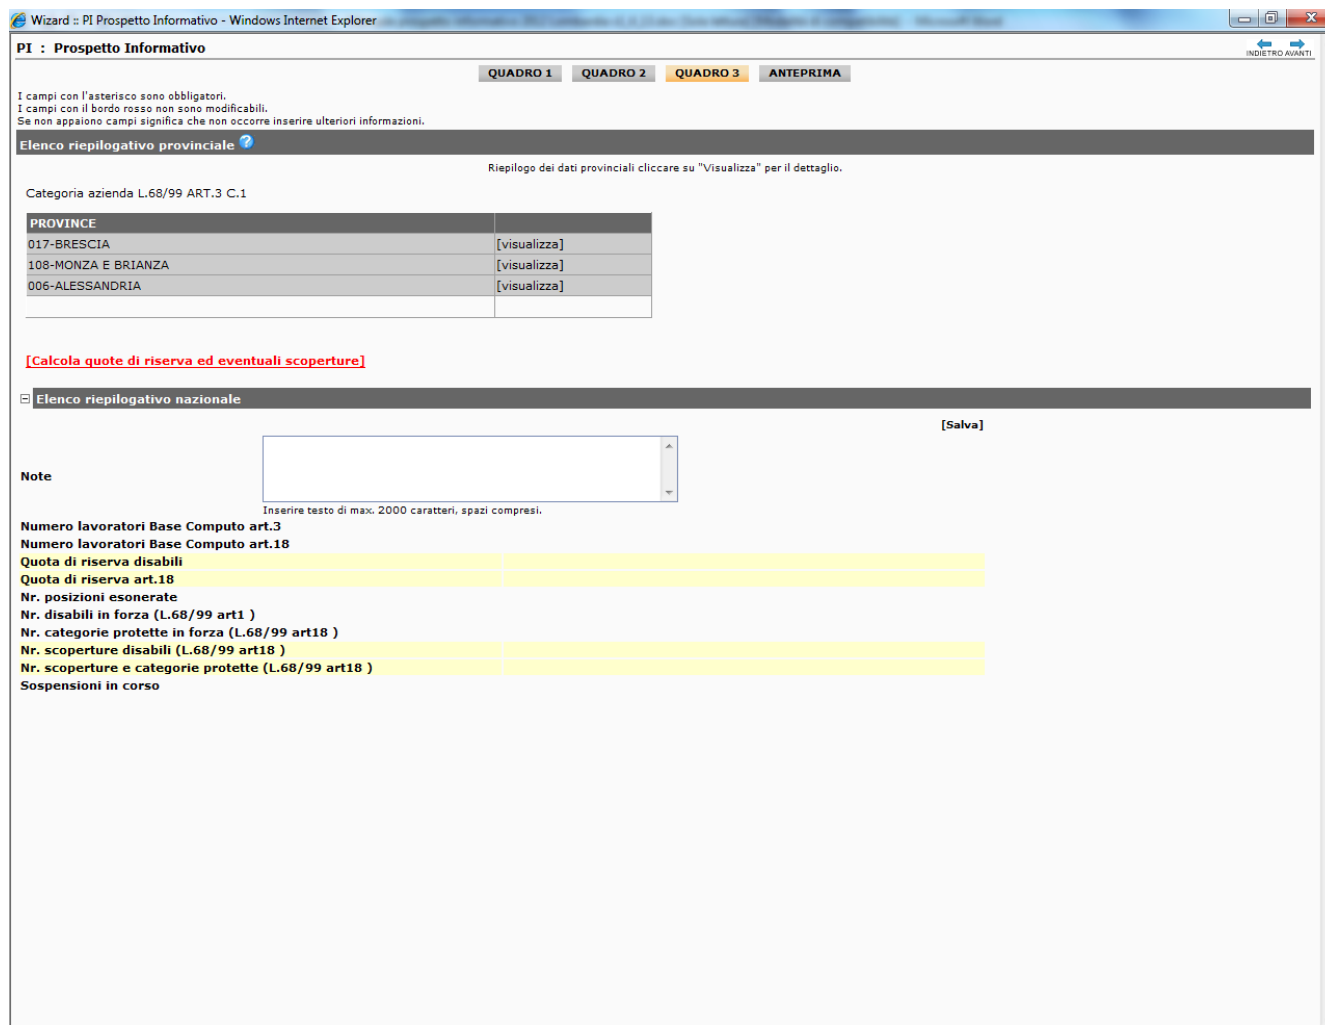 Wizard :: PI Prospetto Informativo - Windows Internet Explorer
PI : Prospetto Informativo
INDIETRO AVANTI
QUADRO 1 QUADRO 2 QUADRO 3 ANTEPRIMA
I campi con l'asterisco sono obbligatori.
I campi con il bordo rosso non sono modificabili.
Se non appaiono campi significa che non occorre inserire ulteriori informazioni.
Elenco riepilogativo provinciale ?
Riepilogo dei dati provinciali cliccare su "Visualizza" per il dettaglio.
Categoria azienda L.68/99 ART.3 C.1
PROVINCE
017-BRESCIA [visualizza]
108-MONZA E BRIANZA [visualizza]
006-ALESSANDRIA [visualizza]
[Calcola quote di riserva ed eventuali scoperture]
Elenco riepilogativo nazionale
[Salva]
Note
Inserire testo di max. 2000 caratteri, spazi compresi.
Numero lavoratori Base Computo art.3
Numero lavoratori Base Computo art.18
Quota di riserva disabili
Quota di riserva art.18
Nr. posizioni esonerate
Nr. disabili in forza (L.68/99 art1 )
Nr. categorie protette in forza (L.68/99 art18 )
Nr. scoperture disabili (L.68/99 art18 )
Nr. scoperture e categorie protette (L.68/99 art18 )
Sospensioni in corso